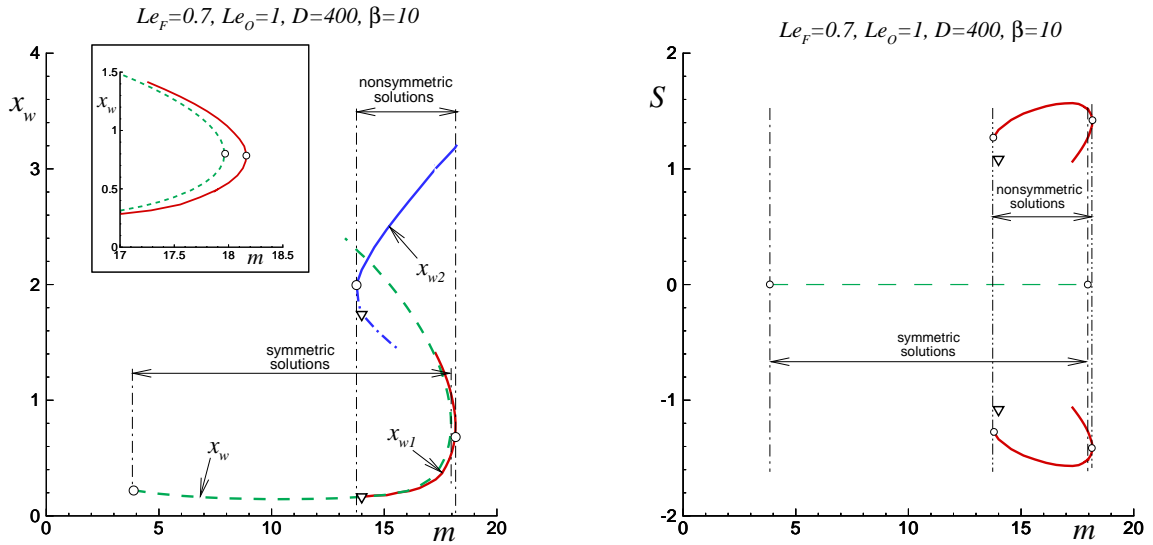 Le_F=0.7, Le_O=1, D=400, β=10
4
3
2
1
0
x_w
0
5
10
15
20
m
1.5
1
0.5
0
x_w
17
17.5
18
18.5
m
nonsymmetric
solutions
x_w2
symmetric
solutions
x_w
x_w1
Le_F=0.7, Le_O=1, D=400, β=10
2
S
1
0
-1
-2
0
5
10
15
20
m
nonsymmetric
solutions
symmetric
solutions